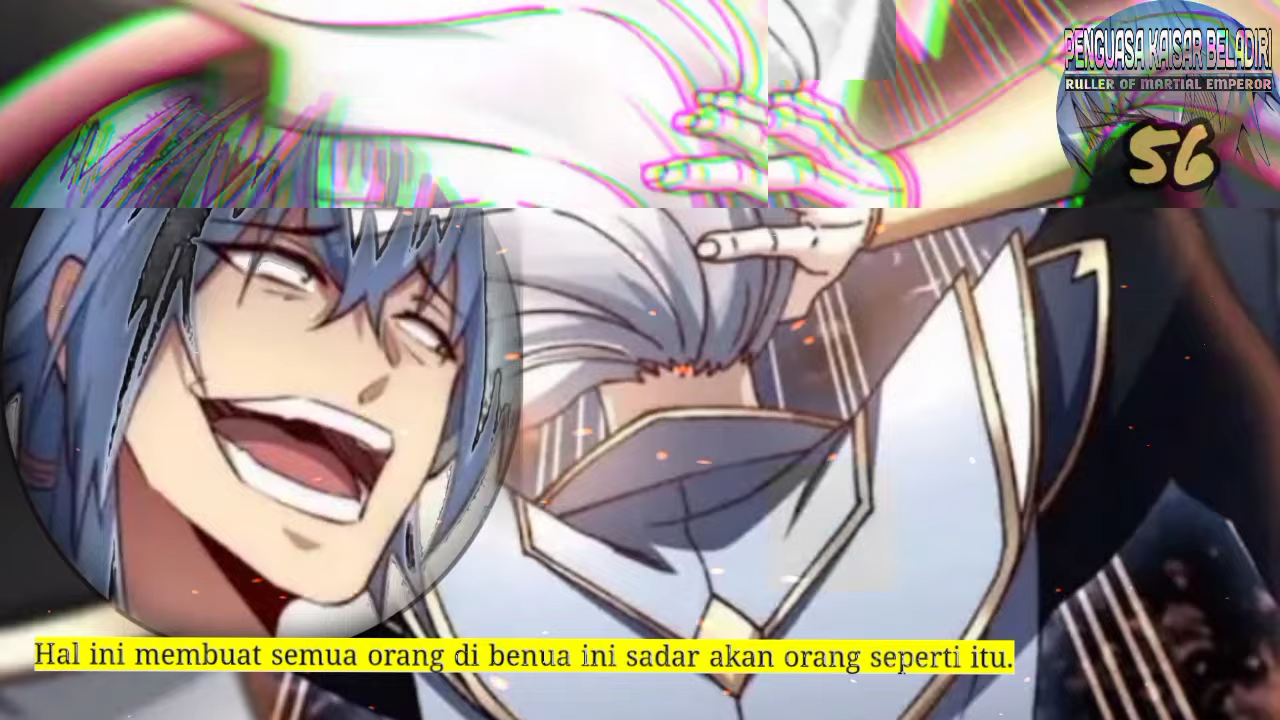 PENGUASA KAISAR BELADIRI
RULLER OF MARTIAL EMPEROR
56
Hal ini membuat semua orang di benua ini sadar akan orang seperti itu.